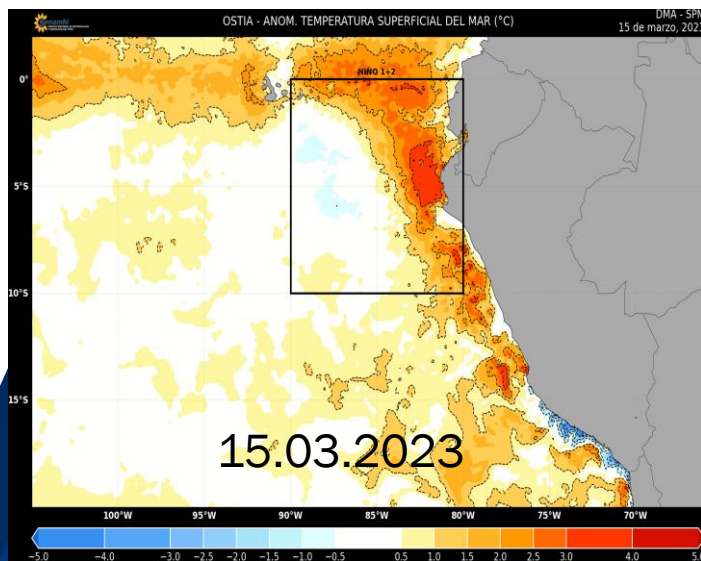 senamhi
OSTIA - ANOM. TEMPERATURA SUPERFICIAL DEL MAR (°C)
DMA - SPM
15 de marzo, 2023
NIÑO 1+2
0°
5°S
10°S
15°S
15.03.2023
100°W 95°W 90°W 85°W 80°W 75°W 70°W
−5.0 −4.0 −3.0 −2.5 −2.0 −1.5 −1.0 −0.5 0.5 1.0 1.5 2.0 2.5 3.0 4.0 5.0